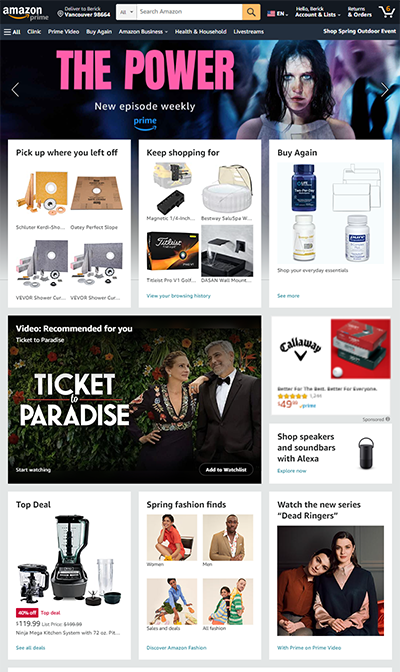 amazon
prime
Deliver to Berick
Vancouver 98664
All
Search Amazon
EN
Hello, Berick
Account & Lists
Returns
& Orders
6
All
Clinic
Prime Video
Buy Again
Amazon Business
Health & Household
Livestreams
Shop Spring Outdoor Event
THE POWER
New episode weekly
prime
Pick up where you left off
Schluter Kerdi-Sho...
Oatey Perfect Slope
VEVOR Shower Cur...
VEVOR Shower Cur...
Keep shopping for
Magnetic 1/4-Inch...
Bestway SaluSpa W...
Titleist
Titleist Pro V1 Golf...
DASAN Wall Mount...
View your browsing history
Buy Again
Shop your everyday essentials
See more
Video: Recommended for you
Ticket to Paradise
TICKET
to
PARADISE
Start watching
Add to Watchlist
Callaway
Better For The Best. Better For Everyone.
$49
prime
Sponsored
Shop speakers
and soundbars
with Alexa
Explore now
Top Deal
40% off
Top deal
$119.99 List Price: $199.99
Ninja Mega Kitchen System with 72 oz. Pit...
See all deals
Spring fashion finds
Women
Men
Sales and deals
All fashion
Discover Amazon Fashion
Watch the new series
"Dead Ringers"
With Prime on Prime Video